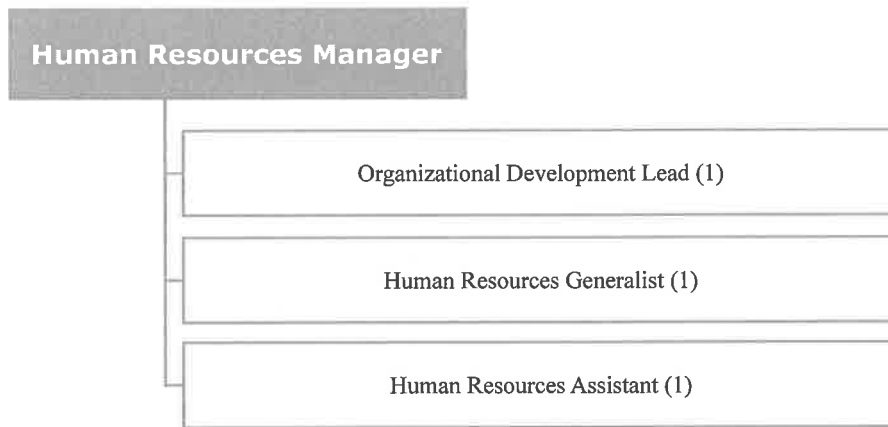 Human Resources Manager
Organizational Development Lead (1)
Human Resources Generalist (1)
Human Resources Assistant (1)